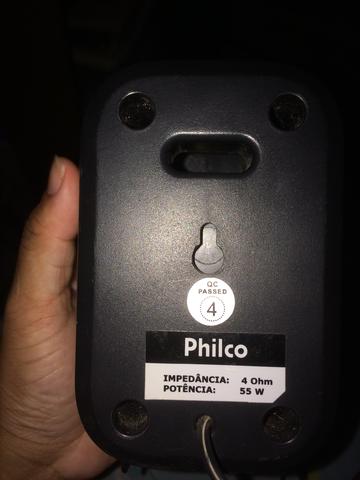 QC
PASSED
4
Philco
IMPEDÂNCIA: 4 Ohm
POTÊNCIA: 55 W